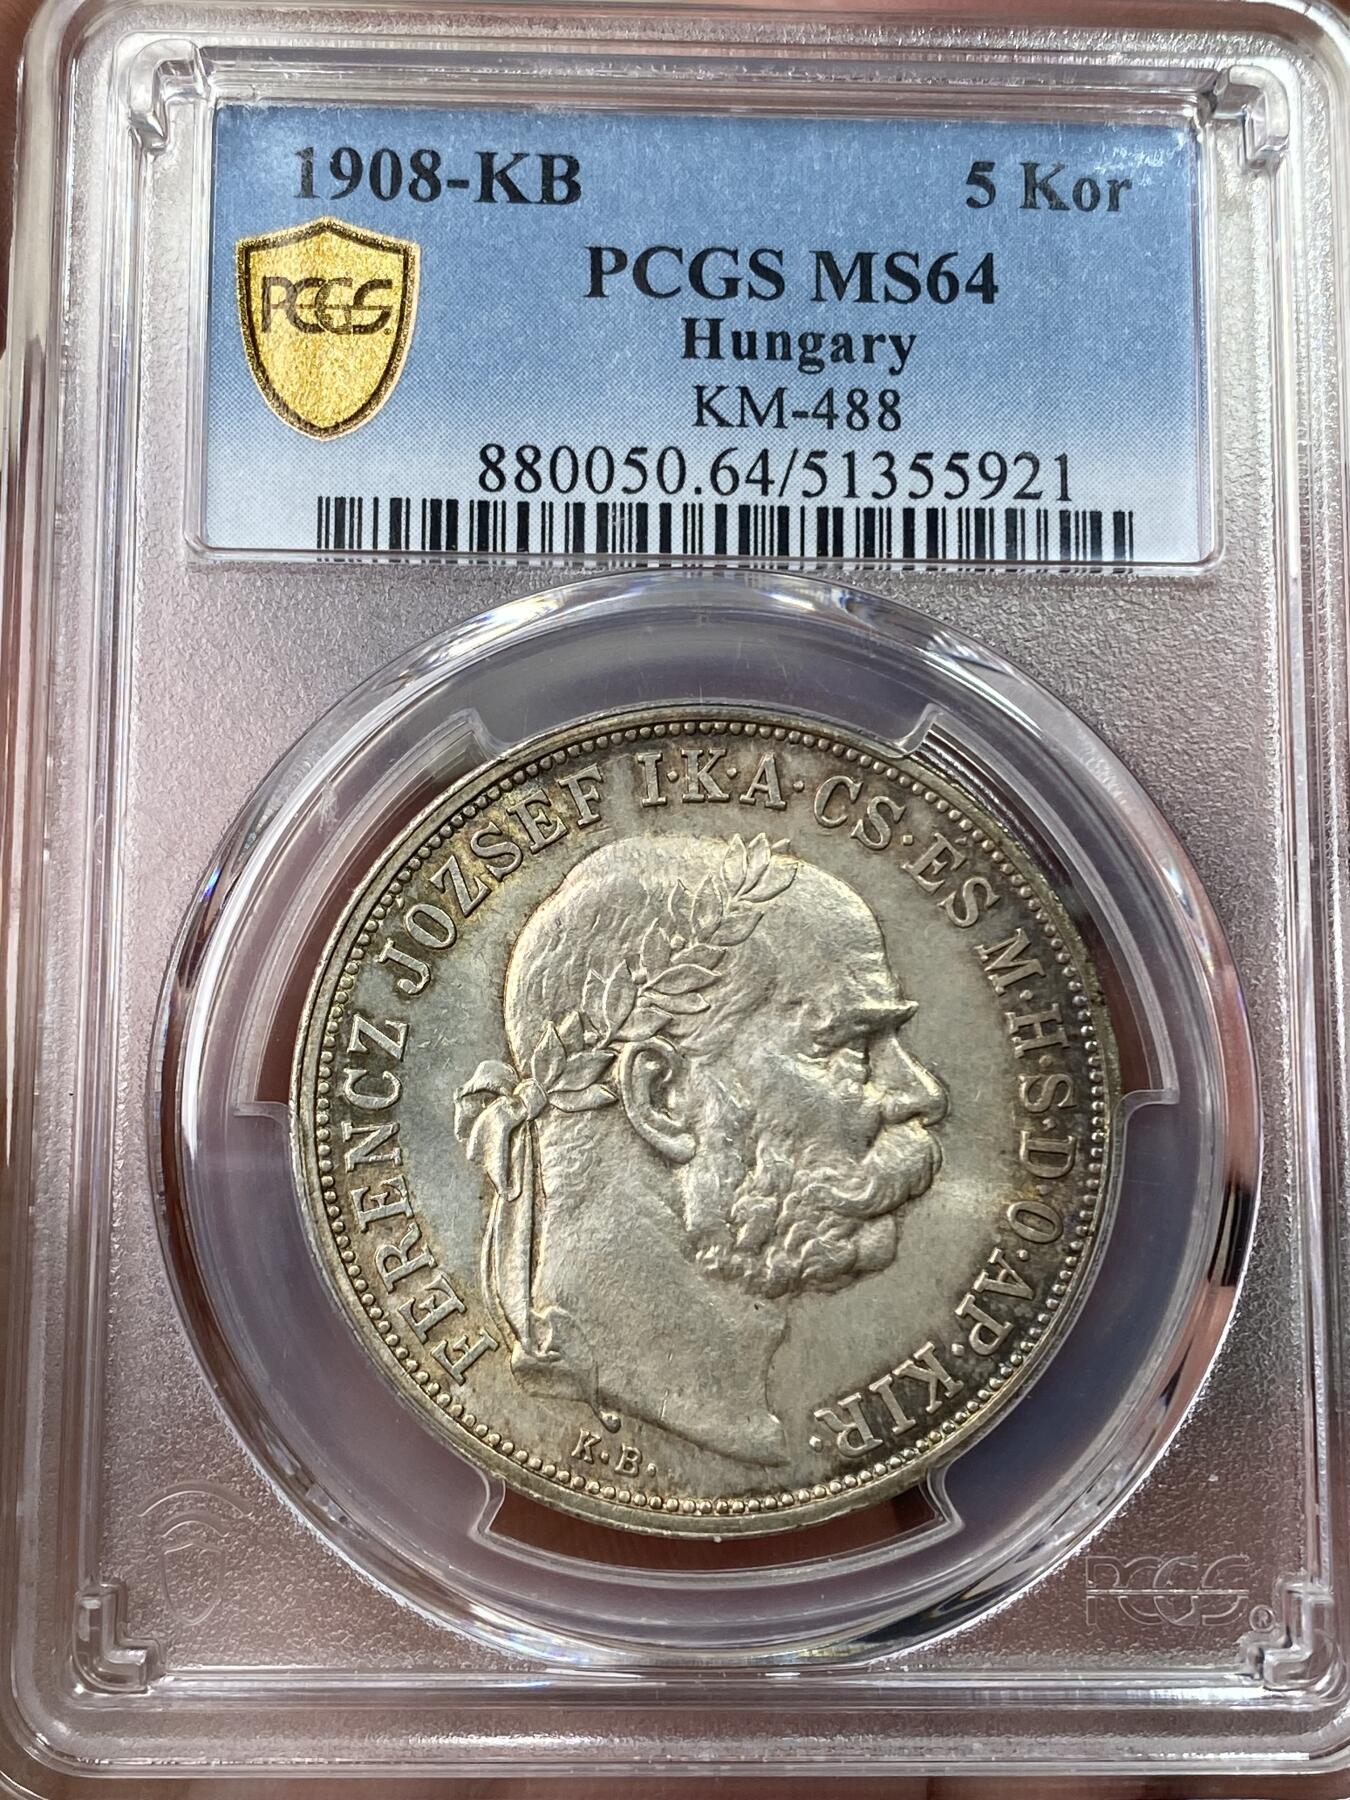 1908-KB 5 Kor
PCGS
PCGS MS64
Hungary
KM-488
880050.64/51355921
FERENCZ JOZSEF I·K·A·CS·ÉS M·H·S·D·O·AP·KIR.
K·B.
PCGS